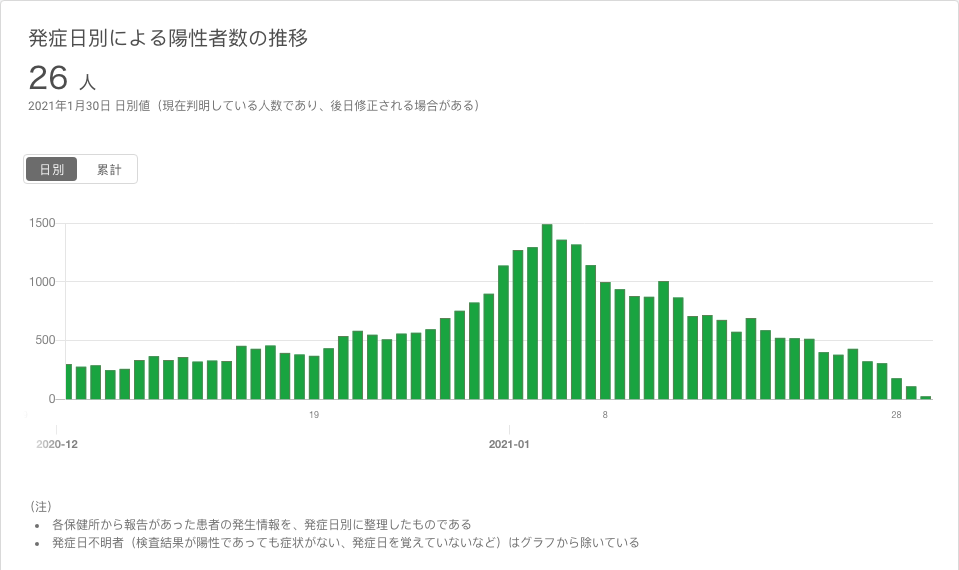 発症日別による陽性者数の推移
26 人
2021年1月30日 日別値（現在判明している人数であり、後日修正される場合がある）
日別 累計
1500
1000
500
0
19 8 28
2020-12 2021-01
（注）
• 各保健所から報告があった患者の発生情報を、発症日別に整理したものである
• 発症日不明者（検査結果が陽性であっても症状がない、発症日を覚えていないなど）はグラフから除いている